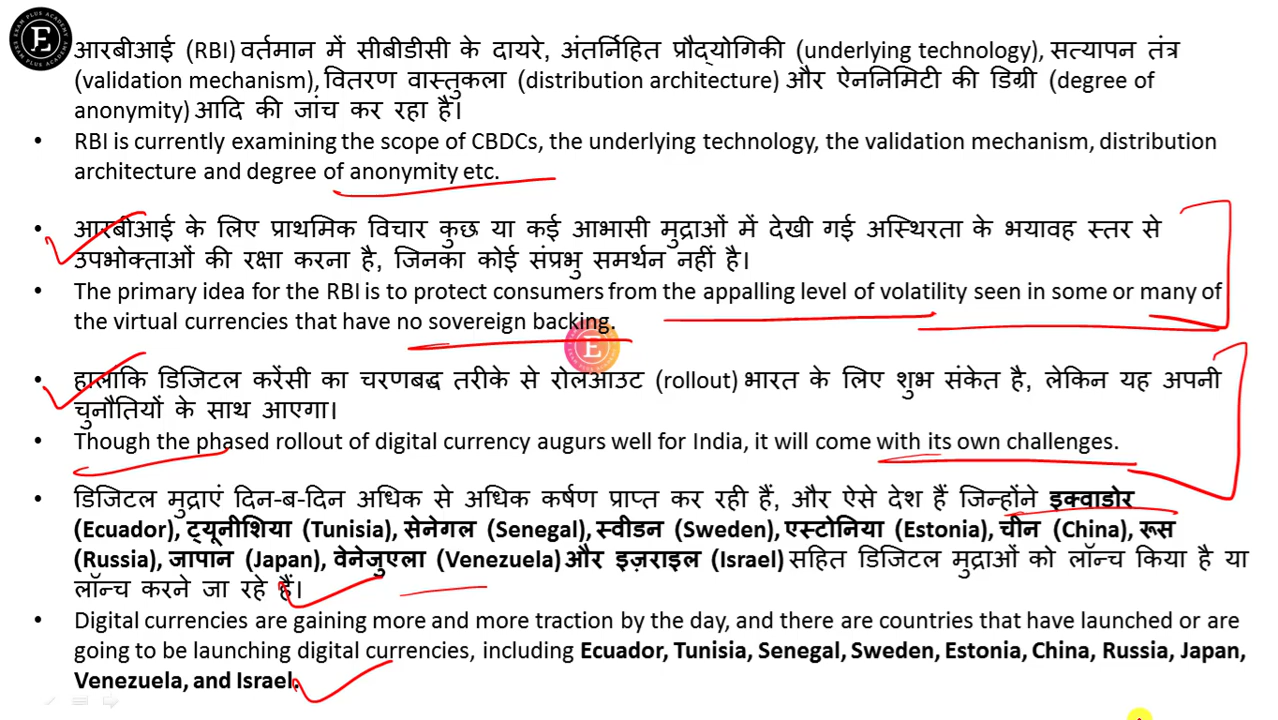 आरबीआई (RBI) वर्तमान में सीबीडीसी के दायरे, अंतर्निहित प्रौद्योगिकी (underlying technology), सत्यापन तंत्र
(validation mechanism), वितरण वास्तुकला (distribution architecture) और ऐननिमिटी की डिग्री (degree of
anonymity) आदि की जांच कर रहा है।
• RBI is currently examining the scope of CBDCs, the underlying technology, the validation mechanism, distribution
architecture and degree of anonymity etc.
• आरबीआई के लिए प्राथमिक विचार कुछ या कई आभासी मुद्राओं में देखी गई अस्थिरता के भयावह स्तर से
उपभोक्ताओं की रक्षा करना है, जिनका कोई संप्रभु समर्थन नहीं है।
• The primary idea for the RBI is to protect consumers from the appalling level of volatility seen in some or many of
the virtual currencies that have no sovereign backing.
• हालांकि डिजिटल करेंसी का चरणबद्ध तरीके से रोलआउट (rollout) भारत के लिए शुभ संकेत है, लेकिन यह अपनी
चुनौतियों के साथ आएगा।
• Though the phased rollout of digital currency augurs well for India, it will come with its own challenges.
• डिजिटल मुद्राएं दिन-ब-दिन अधिक से अधिक कर्षण प्राप्त कर रही हैं, और ऐसे देश हैं जिन्होंने इक्वाडोर
(Ecuador), ट्यूनीशिया (Tunisia), सेनेगल (Senegal), स्वीडन (Sweden), एस्टोनिया (Estonia), चीन (China), रूस
(Russia), जापान (Japan), वेनेजुएला (Venezuela) और इज़राइल (Israel) सहित डिजिटल मुद्राओं को लॉन्च किया है या
लॉन्च करने जा रहे हैं।
• Digital currencies are gaining more and more traction by the day, and there are countries that have launched or are
going to be launching digital currencies, including Ecuador, Tunisia, Senegal, Sweden, Estonia, China, Russia, Japan,
Venezuela, and Israel.